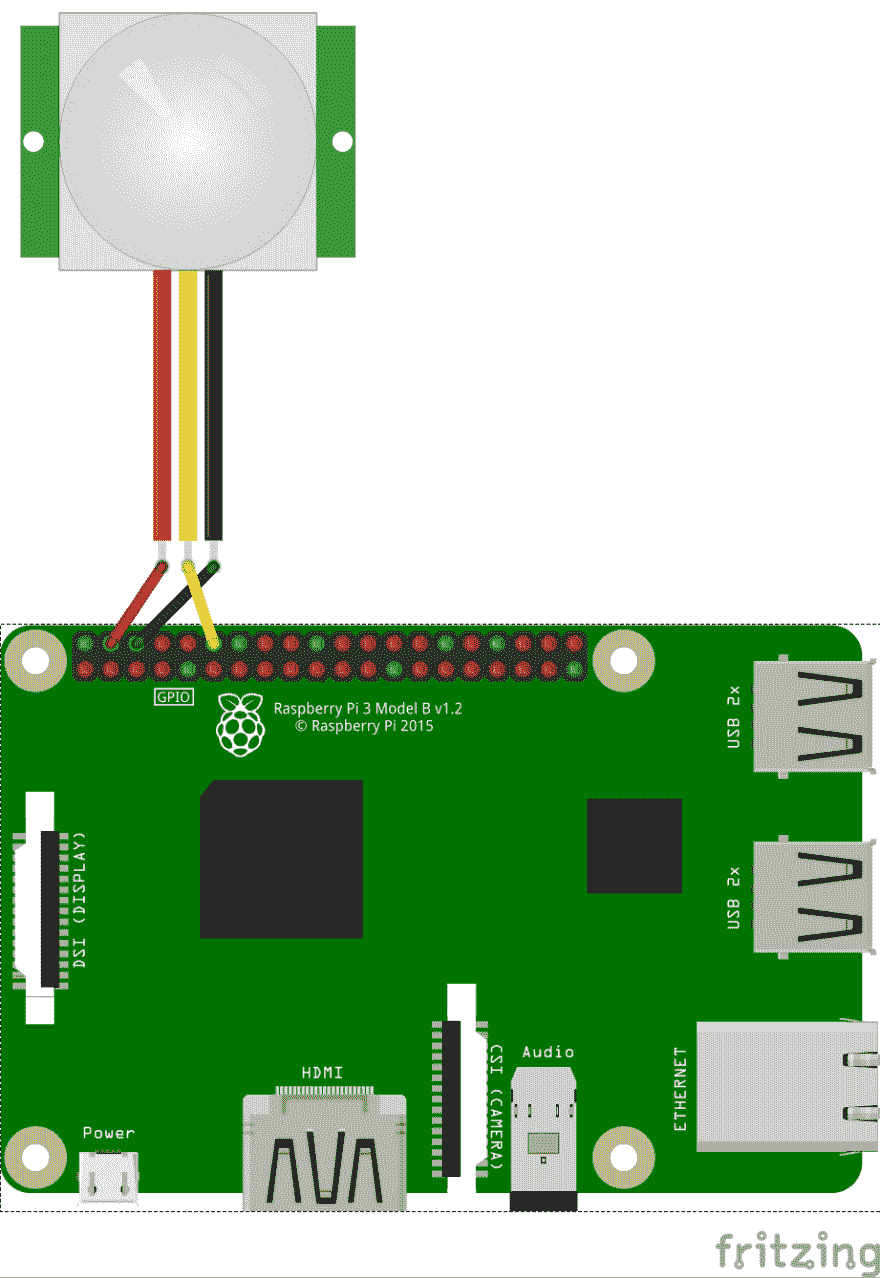 GPIO
Raspberry Pi 3 Model B v1.2
© Raspberry Pi 2015
USB 2x
DSI (DISPLAY)
USB 2x
HDMI
CSI (CAMERA)
Audio
ETHERNET
Power
fritzing